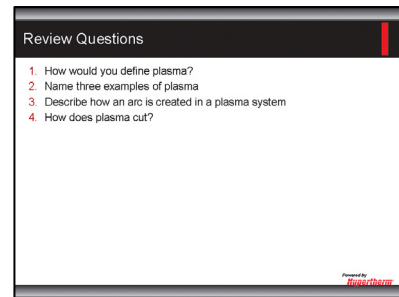 Review Questions
1. How would you define plasma?
2. Name three examples of plasma
3. Describe how an arc is created in a plasma system
4. How does plasma cut?
Powered by
Hypertherm